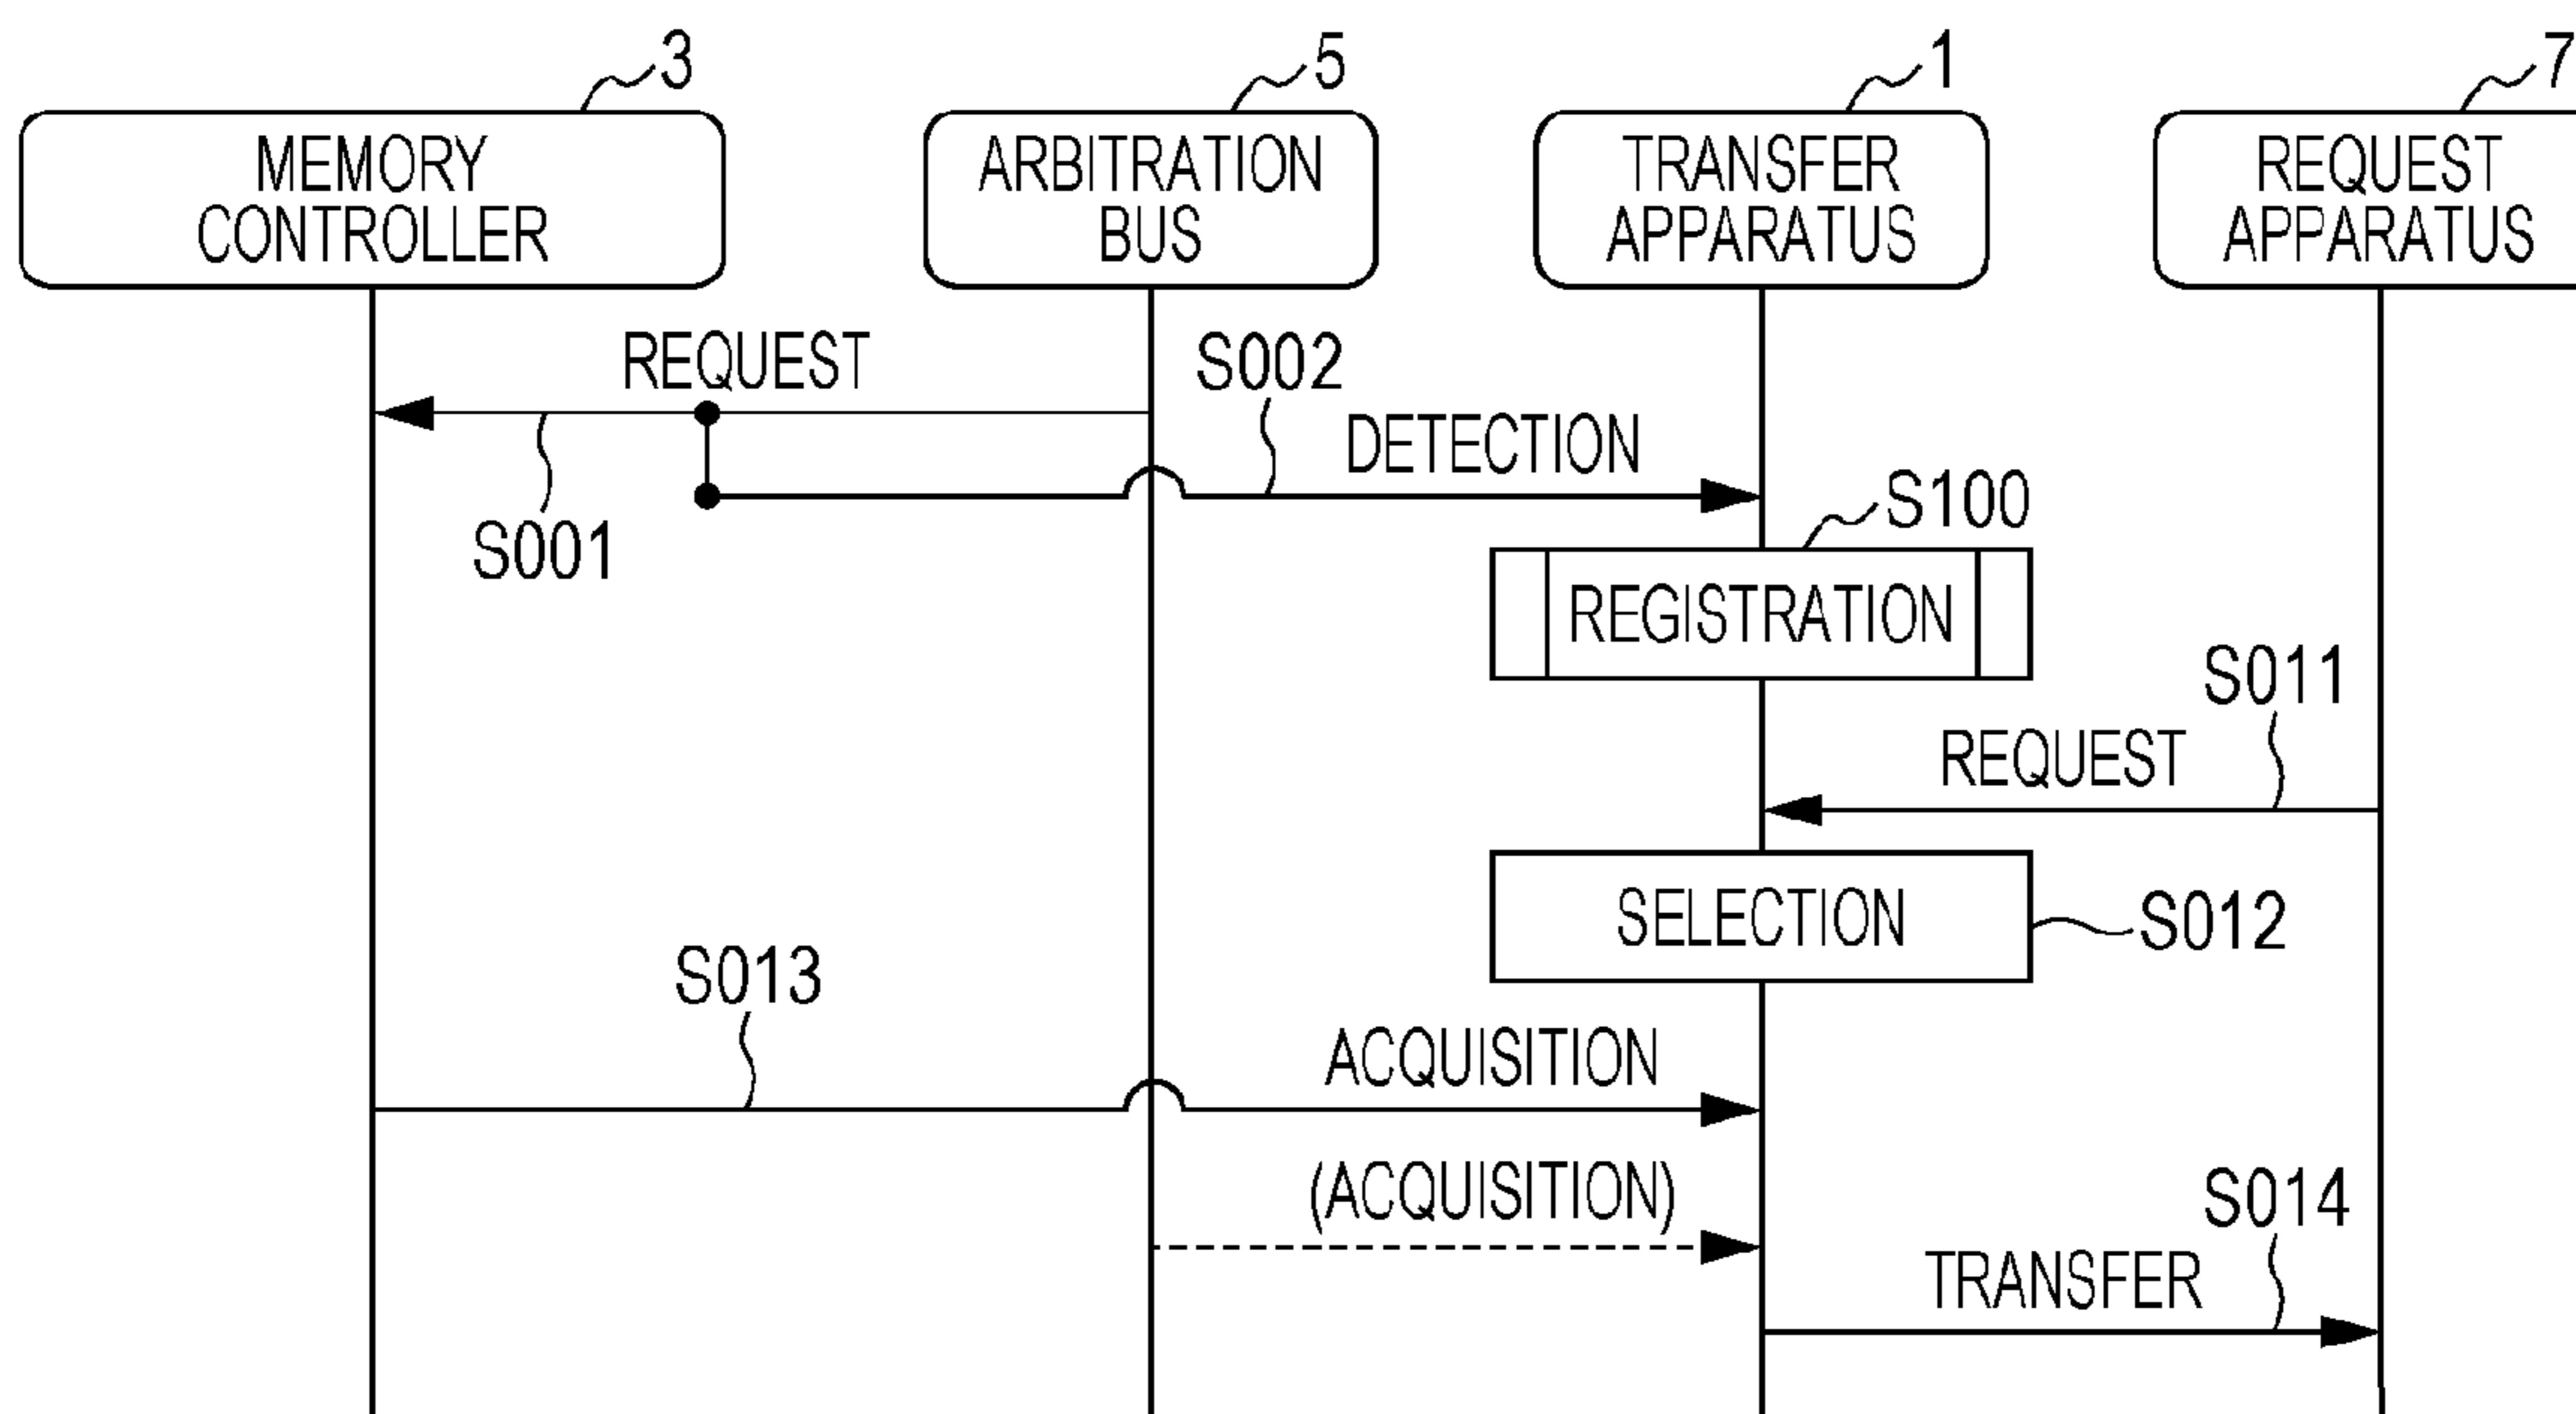 3
5
1
7
MEMORY
CONTROLLER
ARBITRATION
BUS
TRANSFER
APPARATUS
REQUEST
APPARATUS
REQUEST
S002
DETECTION
S001
S100
REGISTRATION
S011
REQUEST
SELECTION
S012
S013
ACQUISITION
(ACQUISITION)
S014
TRANSFER